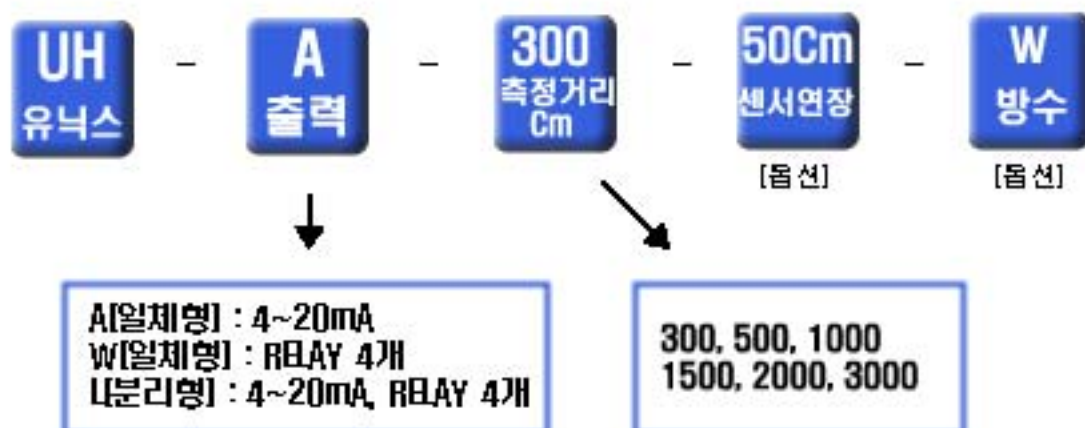 UH - A - 300 - 50Cm - W
유닉스 출력 측정거리 센서연장 방수
Cm
[옵션] [옵션]
A[일체형] : 4~20mA
W[일체형] : RELAY 4개
L[분리형] : 4~20mA, RELAY 4개
300, 500, 1000
1500, 2000, 3000